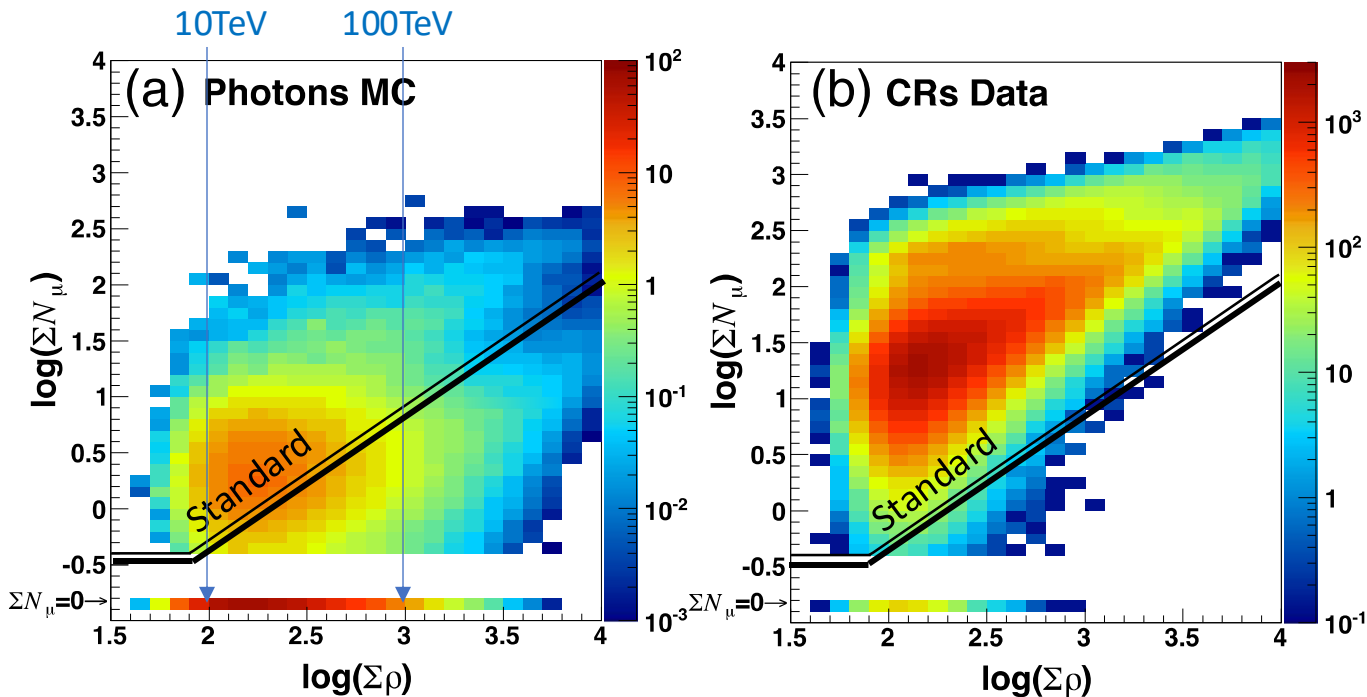 10TeV 100TeV
(a) Photons MC
log(ΣN μ)
4
3.5
3
2.5
2
1.5
1
0.5
0
-0.5
ΣN μ=0→
Standard
1.5 2 2.5 3 3.5 4
log(Σρ)
10²
10
1
10⁻¹
10⁻²
10⁻³
(b) CRs Data
log(ΣN μ)
4
3.5
3
2.5
2
1.5
1
0.5
0
-0.5
ΣN μ=0→
Standard
1.5 2 2.5 3 3.5 4
log(Σρ)
10³
10²
10
1
10⁻¹